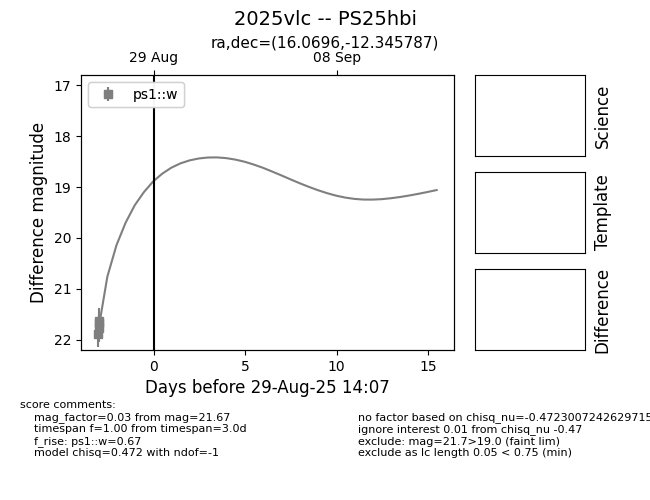 2025vlc -- PS25hbi
ra,dec=(16.0696,-12.345787)
29 Aug
08 Sep
ps1::w
17
18
19
20
21
22
Difference magnitude
0
5
10
15
Days before 29-Aug-25 14:07
Science
Template
Difference
score comments:
mag_factor=0.03 from mag=21.67
timespan f=1.00 from timespan=3.0d
f_rise: ps1::w=0.67
model chisq=0.472 with ndof=-1
no factor based on chisq_nu=-0.4723007242629715
ignore interest 0.01 from chisq_nu -0.47
exclude: mag=21.7>19.0 (faint lim)
exclude as lc length 0.05 < 0.75 (min)